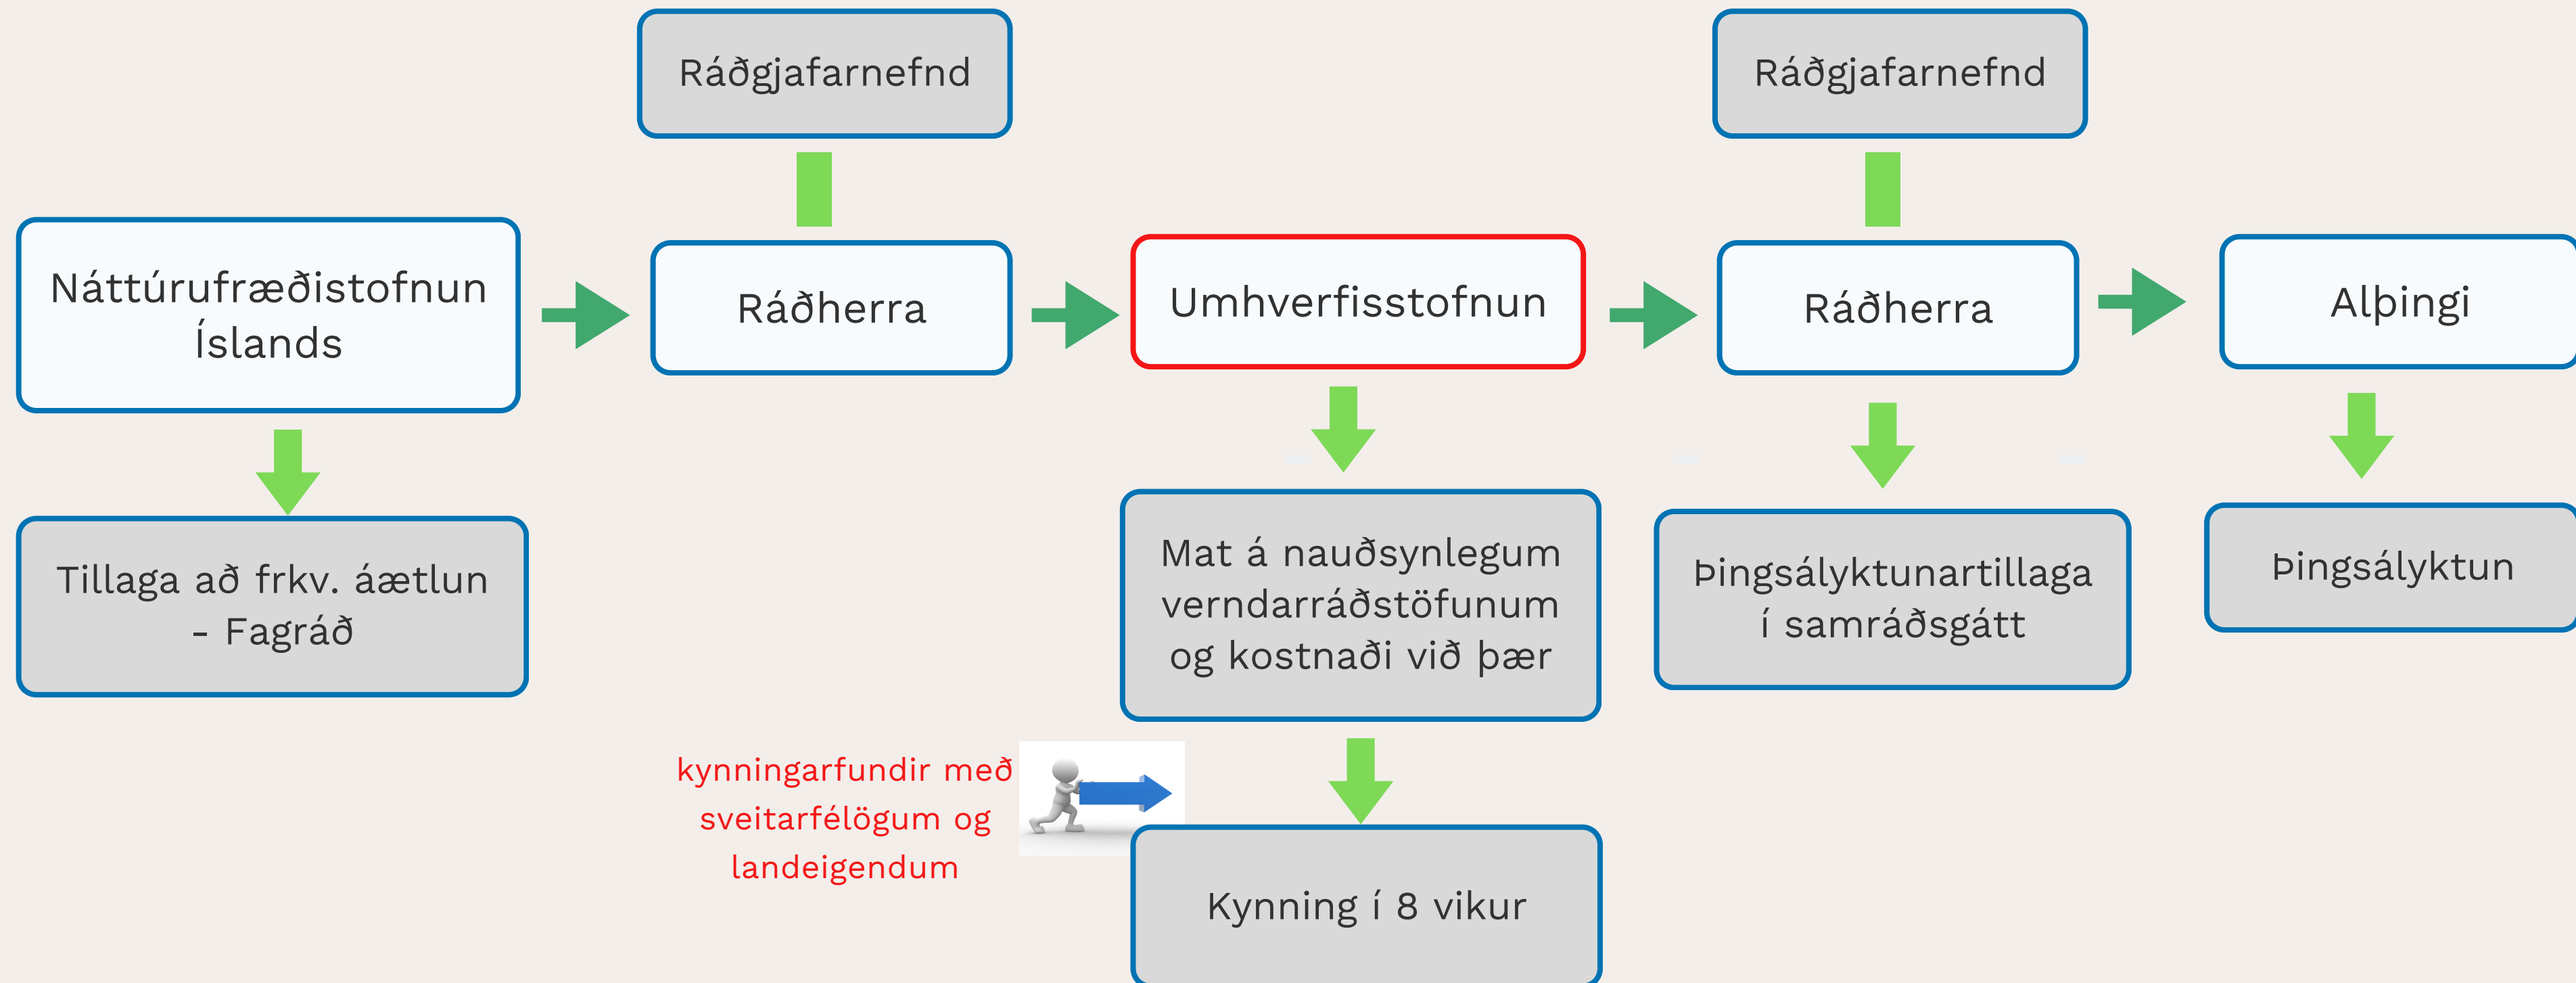 Ráðgjafarnefnd
Ráðgjafarnefnd
Náttúrufræðistofnun
Íslands
Ráðherra
Umhverfisstofnun
Ráðherra
Alþingi
Tillaga að frkv. áætlun
- Fagráð
Mat á nauðsynlegum
verndarráðstöfunum
og kostnaði við þær
Þingsályktunartillaga
í samráðsgátt
Þingsályktun
kynningarfundir með
sveitarfélögum og
landeigendum
Kynning í 8 vikur